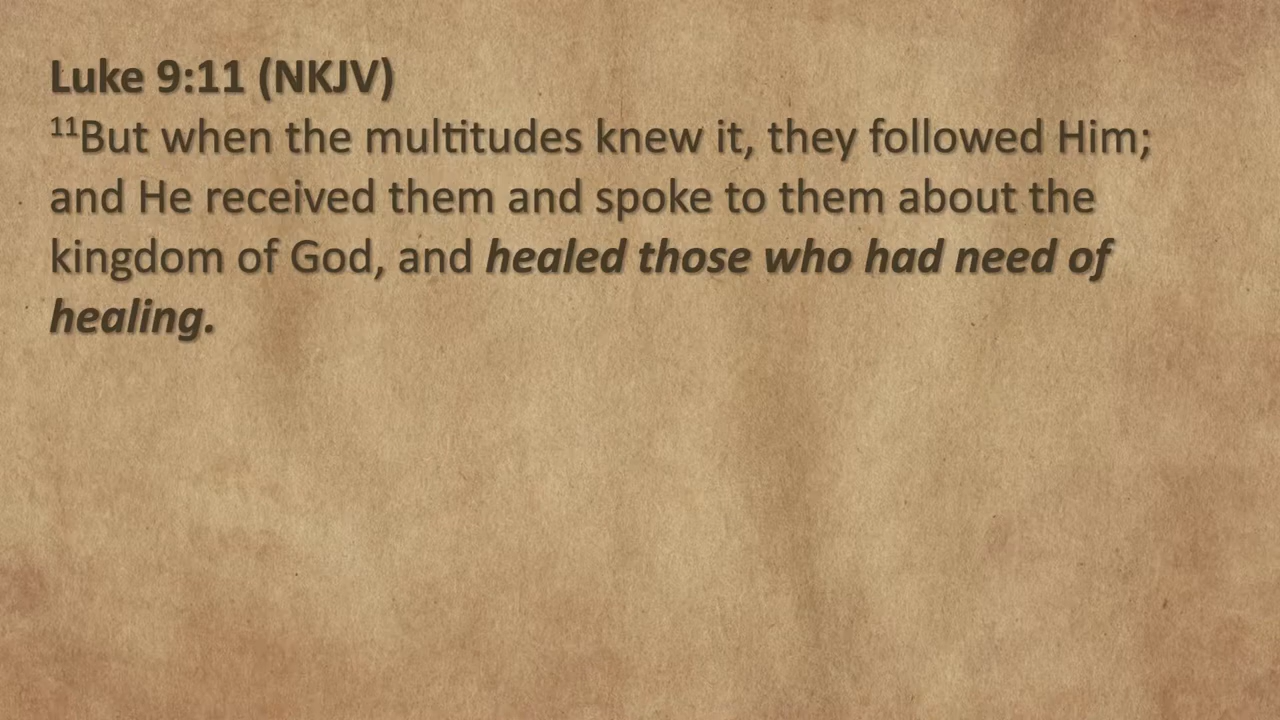 Luke 9:11 (NKJV)
¹¹But when the multitudes knew it, they followed Him;
and He received them and spoke to them about the
kingdom of God, and healed those who had need of
healing.